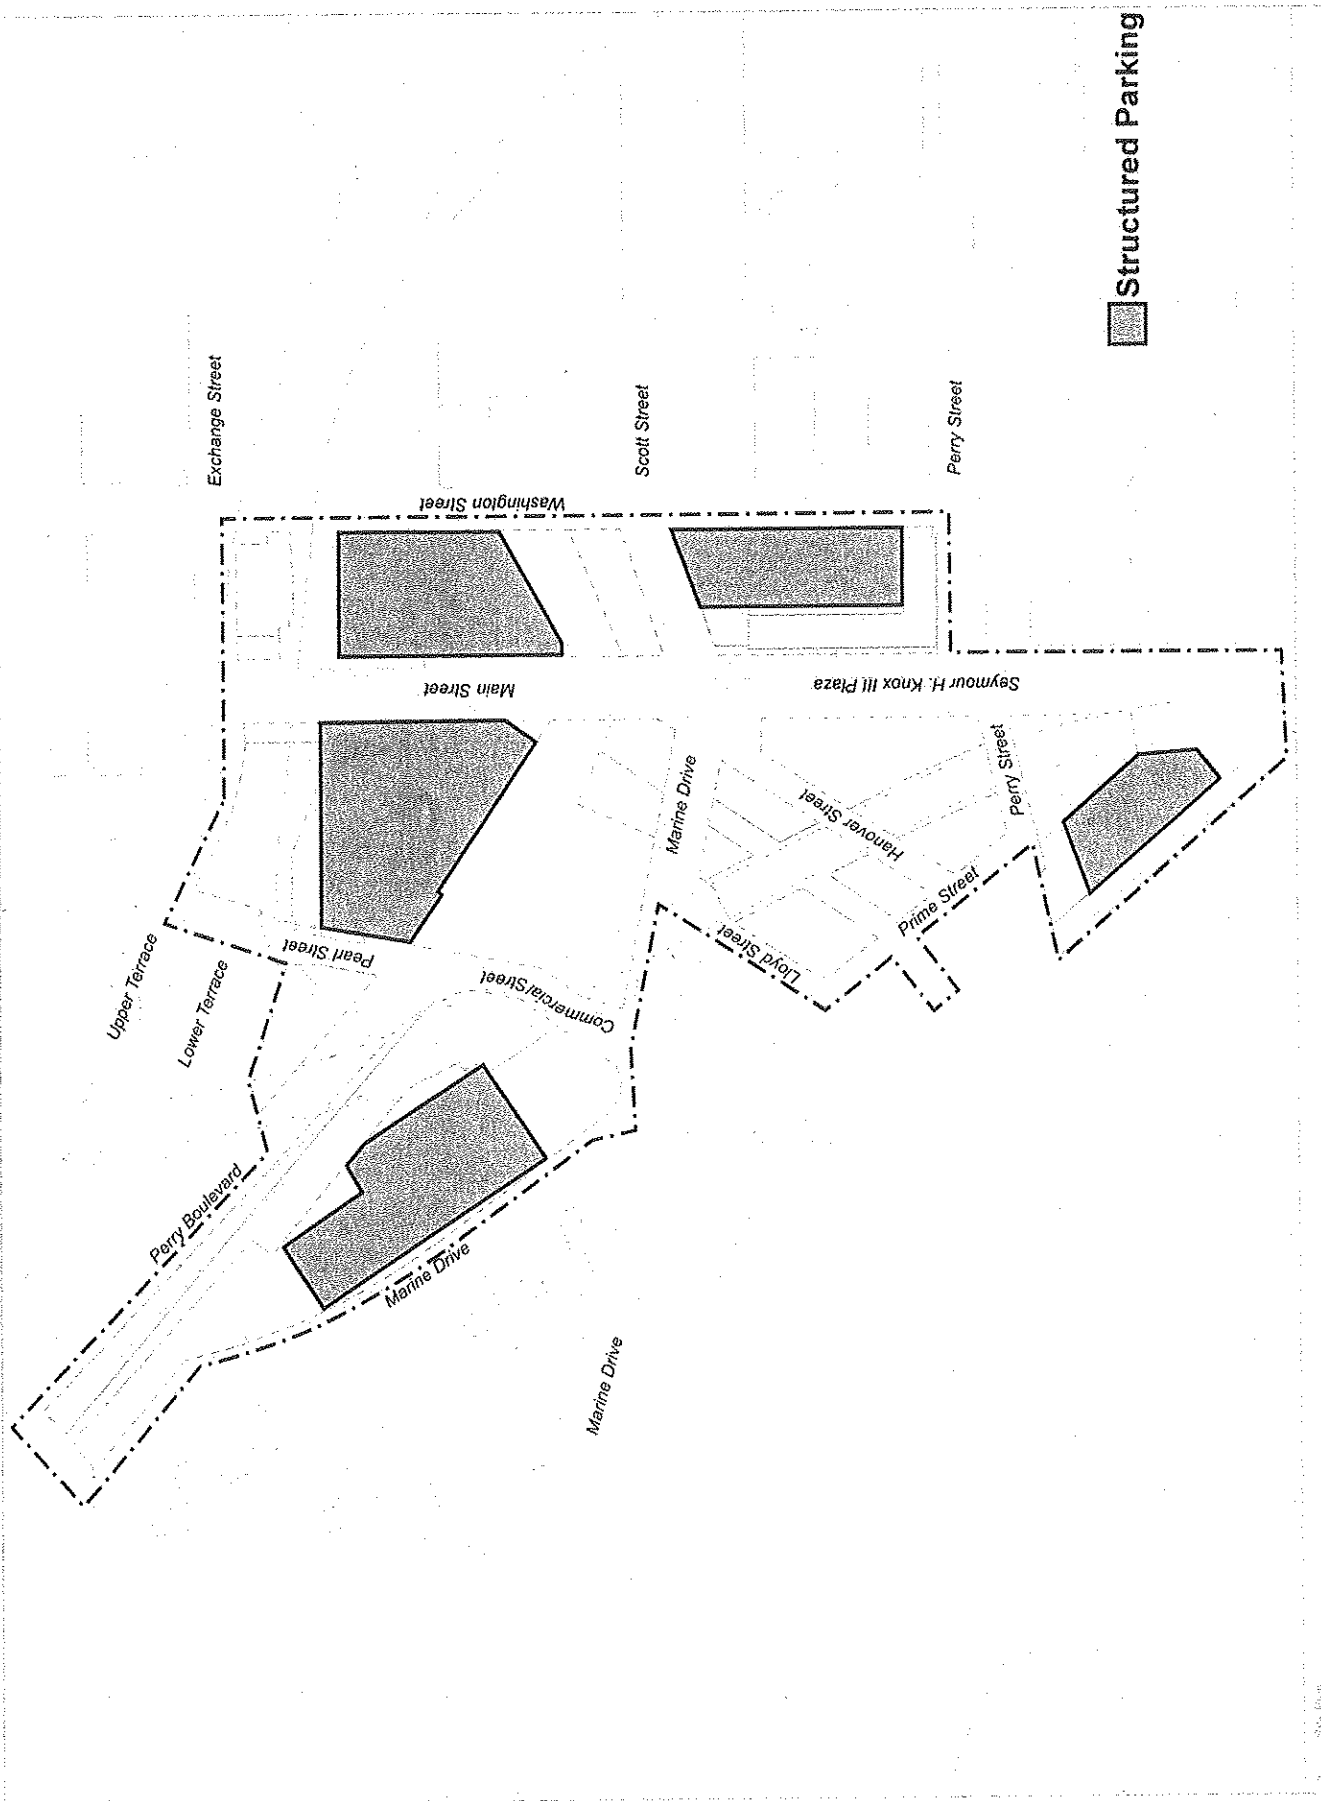 Upper Terrace
Lower Terrace
Exchange Street
Perry Boulevard
Pearl Street
Main Street
Washington Street
Commercial Street
Marine Drive
Scott Street
Marine Drive
Marine Drive
Lloyd Street
Hanover Street
Seymour H. Knox III Plaza
Prime Street
Perry Street
Perry Street
Structured Parking